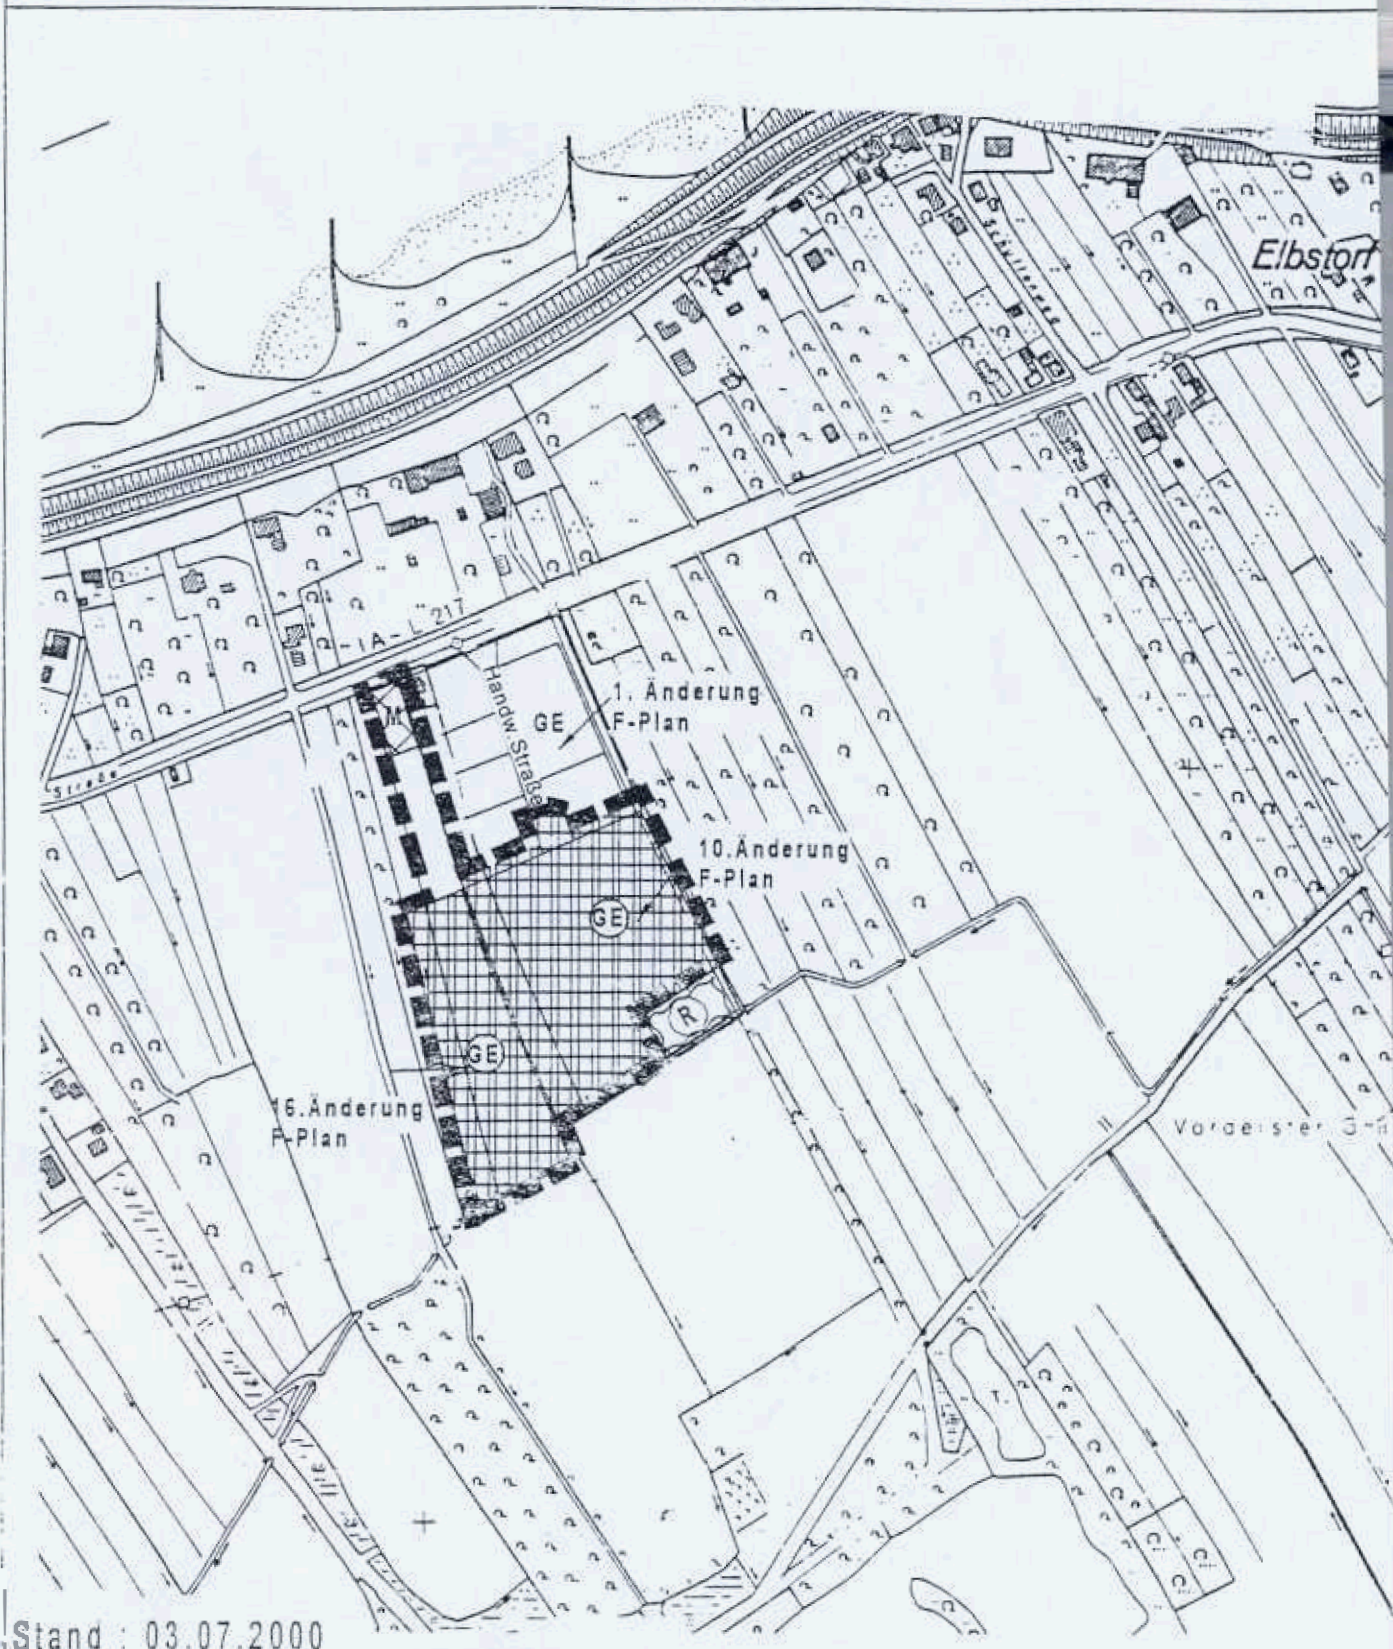 Elbstorf
Schüllerweg
L 217
A
M
Handw.Straße
GE
1. Änderung
F-Plan
Straße
10.Änderung
F-Plan
GE
R
GE
16.Änderung
F-Plan
T
Stand : 03.07.2000